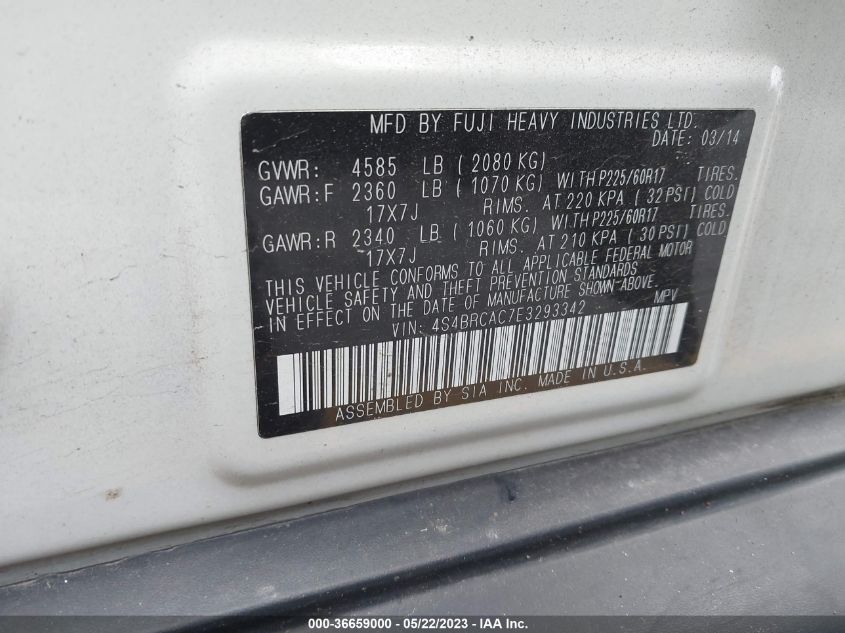 MFD BY FUJI HEAVY INDUSTRIES LTD.
DATE: 03/14
GVWR: 4585 LB ( 2080 KG)
GAWR:F 2360 LB ( 1070 KG) WITH P225/60R17 TIRES.
17X7J RIMS. AT 220 KPA ( 32 PSI) COLD
GAWR:R 2340 LB ( 1060 KG) WITH P225/60R17 TIRES.
17X7J RIMS. AT 210 KPA ( 30 PSI) COLD
THIS VEHICLE CONFORMS TO ALL APPLICABLE FEDERAL MOTOR
VEHICLE SAFETY AND THEFT PREVENTION STANDARDS
IN EFFECT ON THE DATE OF MANUFACTURE SHOWN ABOVE.
VIN: 4S4BRCAC7E3293342 MPV
ASSEMBLED BY SIA INC. MADE IN U.S.A.
000-36659000 - 05/22/2023 - IAAI.COM - COPYRIGHT IAA, LLC